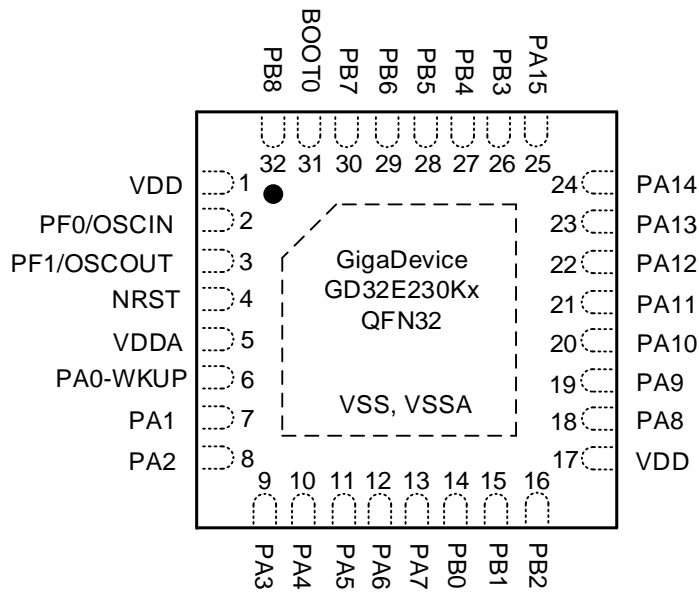 PB8 BOOT0 PB7 PB6 PB5 PB4 PB3 PA15
32 31 30 29 28 27 26 25
VDD 1 24 PA14
PF0/OSCIN 2 23 PA13
PF1/OSCOUT 3 22 PA12
NRST 4 21 PA11
VDDA 5 20 PA10
PA0-WKUP 6 19 PA9
PA1 7 18 PA8
PA2 8 17 VDD
GigaDevice
GD32E230Kx
QFN32
VSS, VSSA
9 10 11 12 13 14 15 16
PA3 PA4 PA5 PA6 PA7 PB0 PB1 PB2